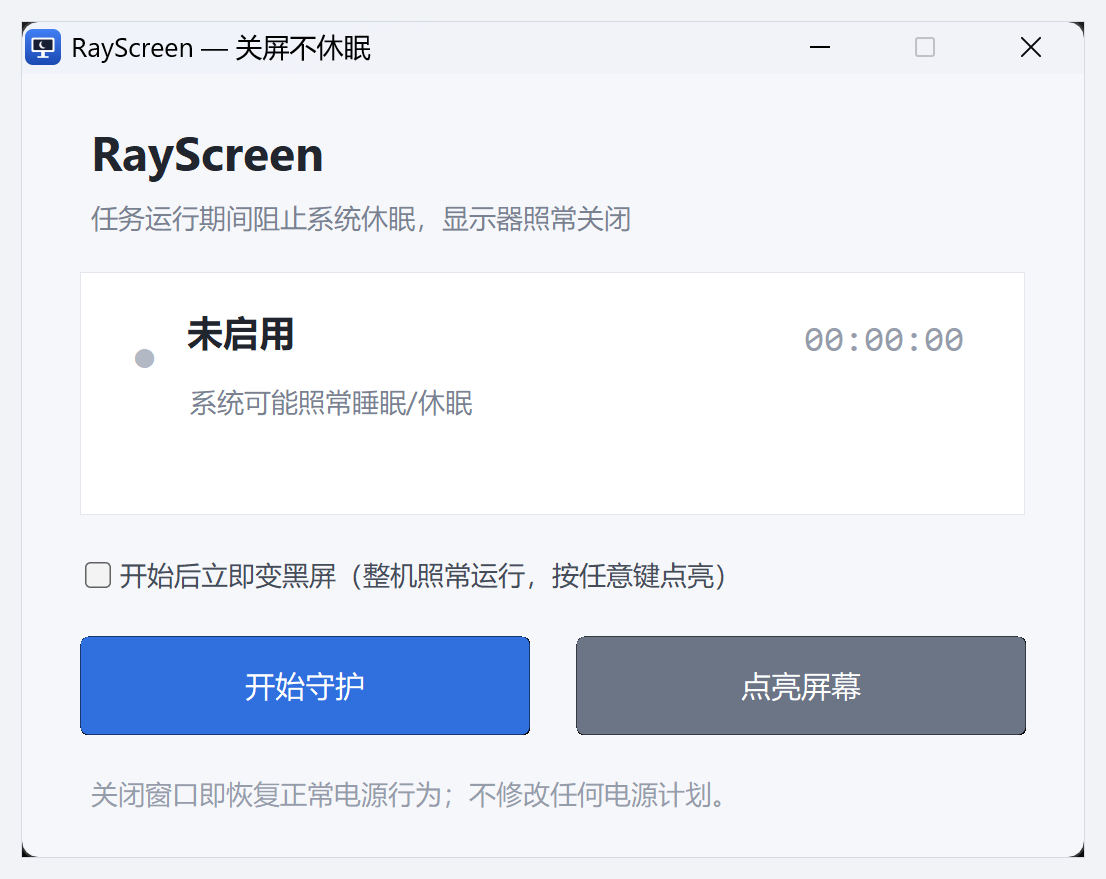 RayScreen — 关屏不休眠
RayScreen
任务运行期间阻止系统休眠，显示器照常关闭
未启用
00:00:00
系统可能照常睡眠/休眠
开始后立即变黑屏（整机照常运行，按任意键点亮）
开始守护
点亮屏幕
关闭窗口即恢复正常电源行为；不修改任何电源计划。